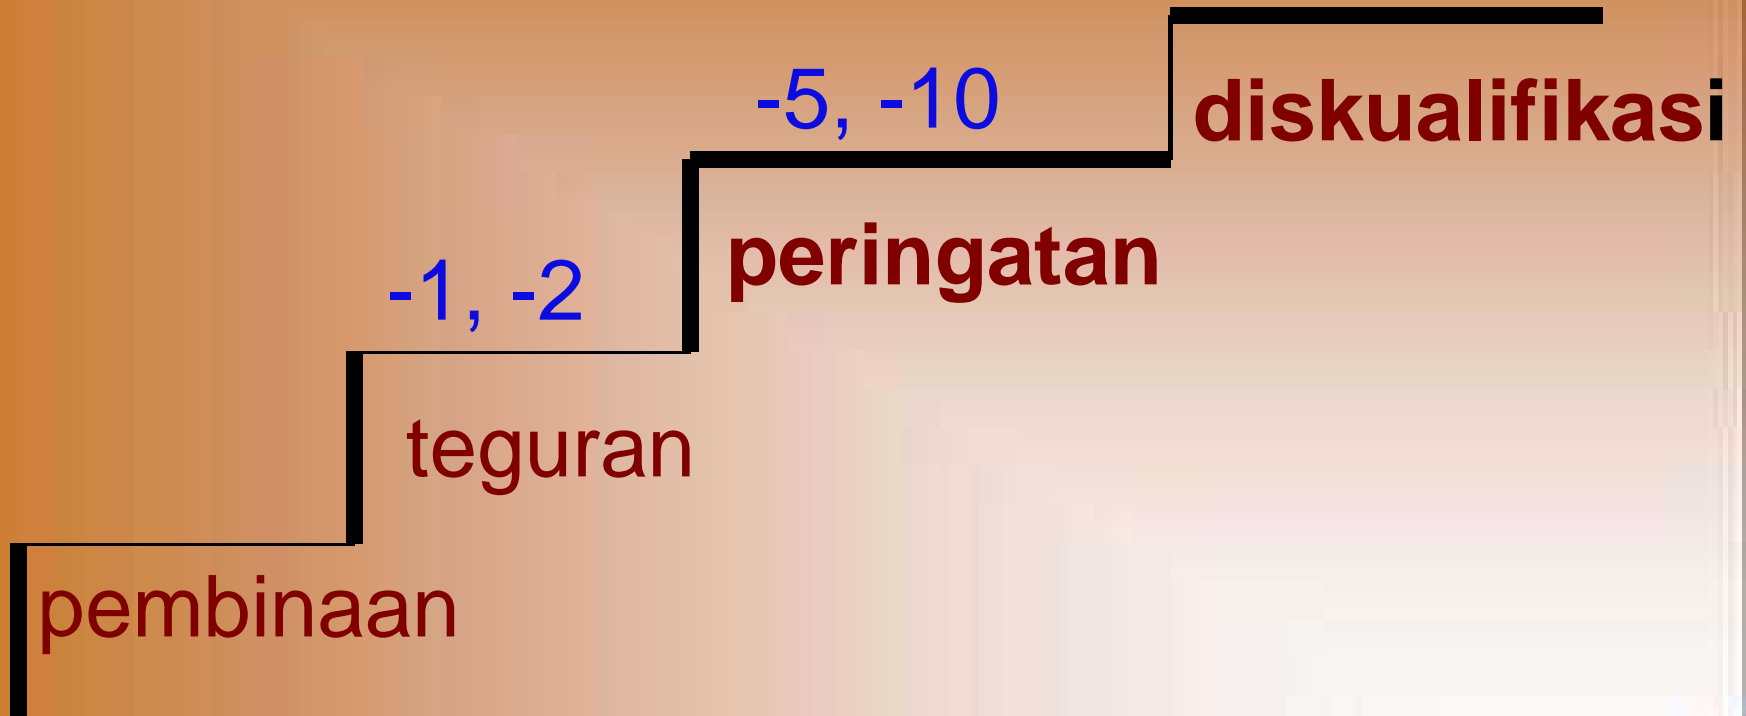 -5, -10
diskualifikasi
peringatan
-1, -2
teguran
pembinaan